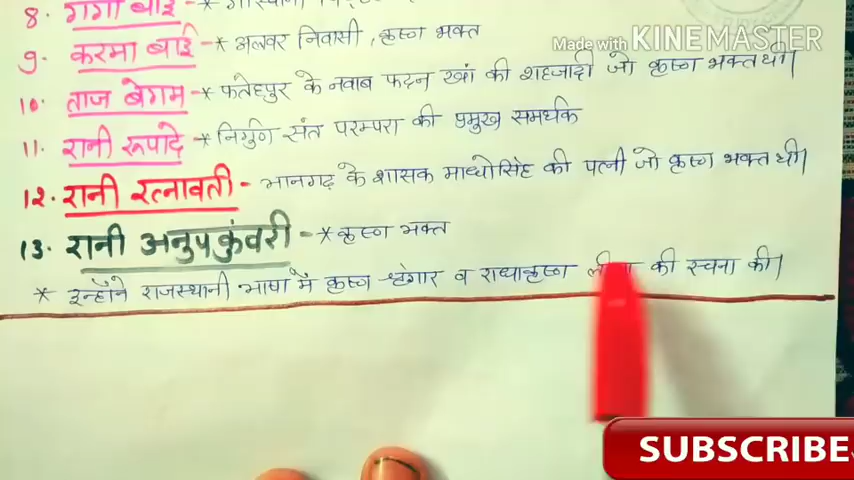 8. गंगा बाई -*
9. करमा बाई -* अलवर निवासी, कृष्ण भक्त
Made with KINEMASTER
10. ताज बेगम -* फतेहपुर के नवाब फदन खां की शहजादी जो कृष्ण भक्त थी।
11. रानी रूपादे -* निर्गुण संत परम्परा की प्रमुख समर्थक
12. रानी रत्नावती - भानगढ़ के शासक माधोसिंह की पत्नी जो कृष्ण भक्त थी।
13. रानी अनुपकुंवरी -* कृष्ण भक्त
* इन्होंने राजस्थानी भाषा में कृष्ण श्रृंगार व राधाकृष्ण की रचना की।
SUBSCRIBE